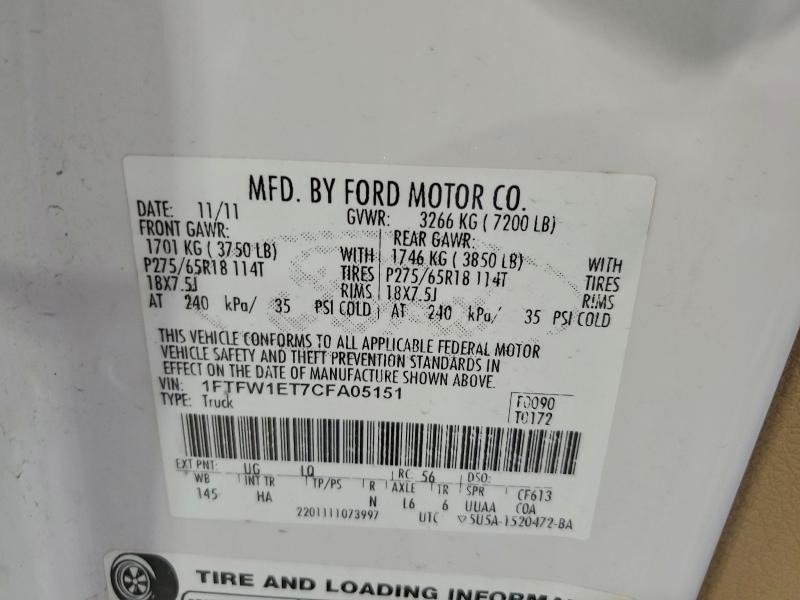 MFD. BY FORD MOTOR CO.
DATE: 11/11 GVWR: 3266 KG ( 7200 LB)
FRONT GAWR: REAR GAWR:
1701 KG ( 3750 LB) WITH 1746 KG ( 3850 LB) WITH
P275/65R18 114T TIRES P275/65R18 114T TIRES
18X7.5J RIMS 18X7.5J RIMS
AT 240 kPa/ 35 PSI COLD AT 240 kPa/ 35 PSI COLD
THIS VEHICLE CONFORMS TO ALL APPLICABLE FEDERAL MOTOR
VEHICLE SAFETY AND THEFT PREVENTION STANDARDS IN
EFFECT ON THE DATE OF MANUFACTURE SHOWN ABOVE.
VIN: 1FTFW1ET7CFA05151 F0090
TYPE: Truck T0172
EXT PNT: UG LQ RC: 56 DSO:
WB INT TR TP/PS R AXLE TR SPR CF613
145 HA N L6 6 UUAA COA
2201111073997 UTC ▽5U5A-1520472-BA
TIRE AND LOADING INFORMA